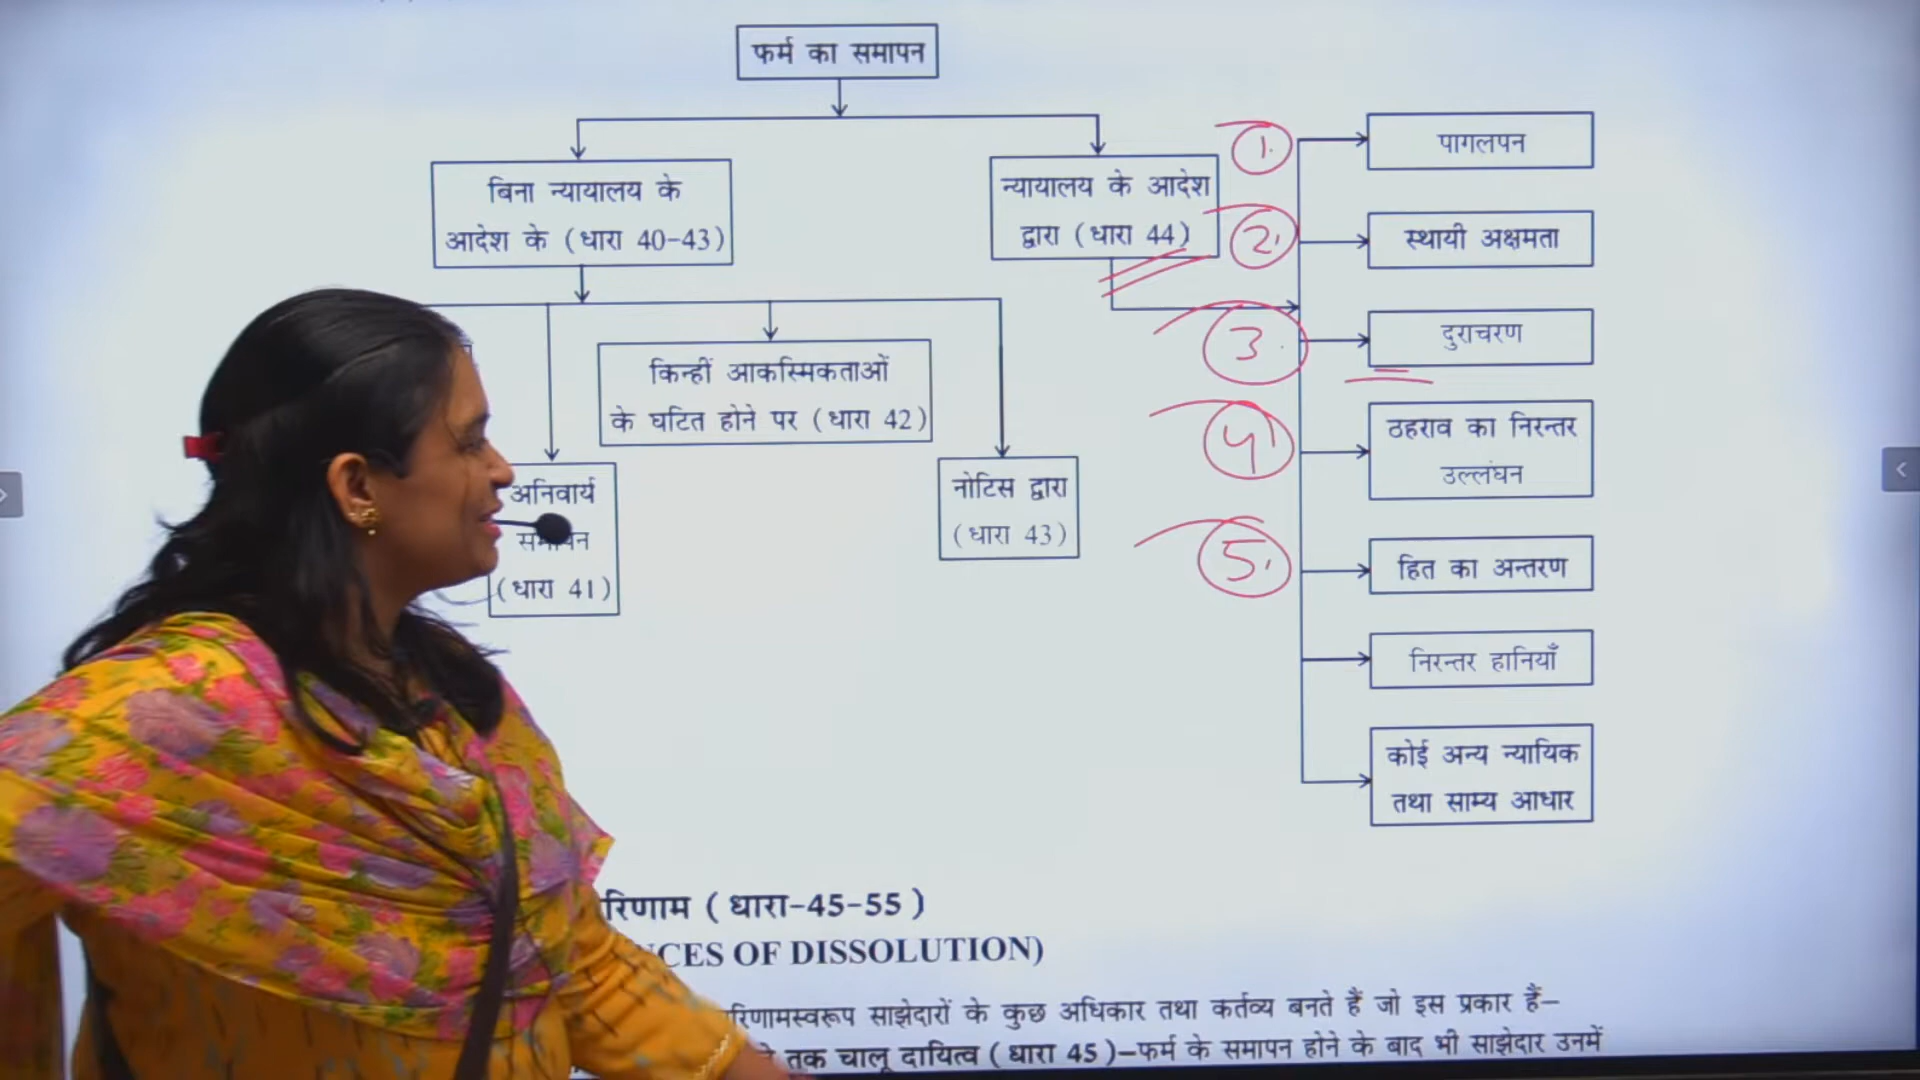 फर्म का समापन
बिना न्यायालय के
आदेश के (धारा 40-43)
न्यायालय के आदेश
द्वारा (धारा 44)
किन्हीं आकस्मिकताओं
के घटित होने पर (धारा 42)
अनिवार्य
समापन
(धारा 41)
नोटिस द्वारा
(धारा 43)
1.
पागलपन
2.
स्थायी अक्षमता
3.
दुराचरण
4
ठहराव का निरन्तर
उल्लंघन
5.
हित का अन्तरण
निरन्तर हानियाँ
कोई अन्य न्यायिक
तथा साम्य आधार
रिणाम (धारा-45-55)
CES OF DISSOLUTION)
रिणामस्वरूप साझेदारों के कुछ अधिकार तथा कर्तव्य बनते हैं जो इस प्रकार हैं–
तक चालू दायित्व (धारा 45)–फर्म के समापन होने के बाद भी साझेदार उनमें